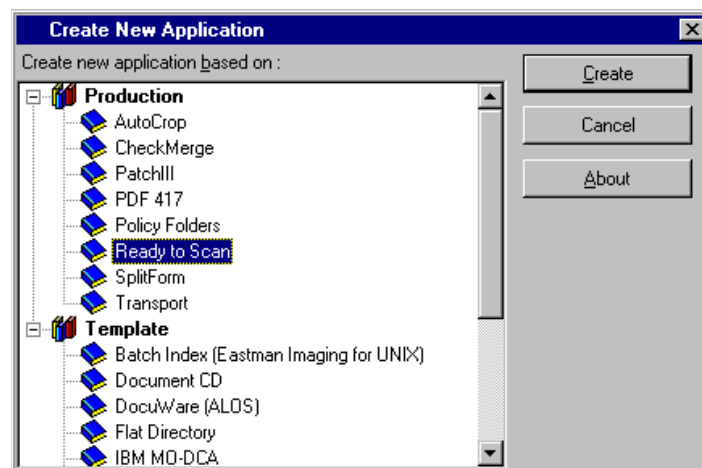 Create New Application
Create new application based on :
Production
AutoCrop
CheckMerge
PatchIII
PDF 417
Policy Folders
Ready to Scan
SplitForm
Transport
Template
Batch Index (Eastman Imaging for UNIX)
Document CD
DocuWare (ALOS)
Flat Directory
IBM MO-DCA
Create
Cancel
About